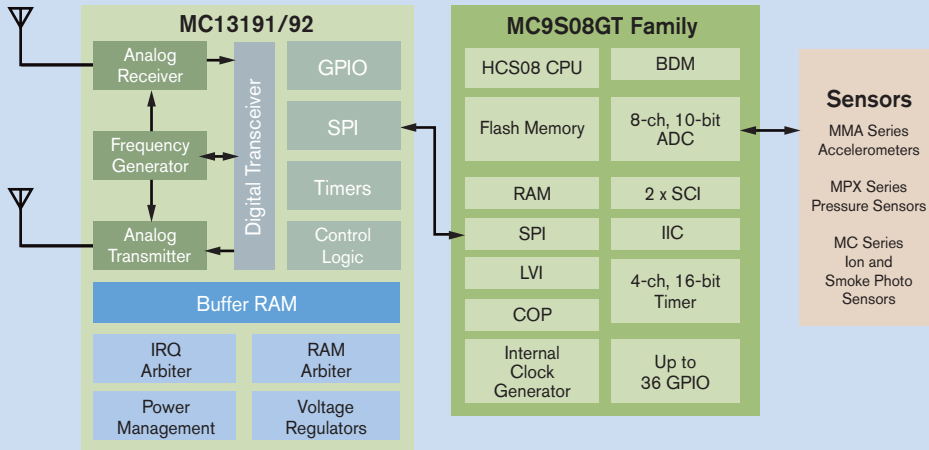 MC13191/92
Analog
Receiver
Frequency
Generator
Analog
Transmitter
Digital Transceiver
GPIO
SPI
Timers
Control
Logic
Buffer RAM
IRQ
Arbiter
RAM
Arbiter
Power
Management
Voltage
Regulators
MC9S08GT Family
HCS08 CPU
BDM
Flash Memory
8-ch, 10-bit
ADC
RAM
2 x SCI
SPI
IIC
LVI
4-ch, 16-bit
Timer
COP
Internal
Clock
Generator
Up to
36 GPIO
Sensors
MMA Series
Accelerometers
MPX Series
Pressure Sensors
MC Series
Ion and
Smoke Photo
Sensors